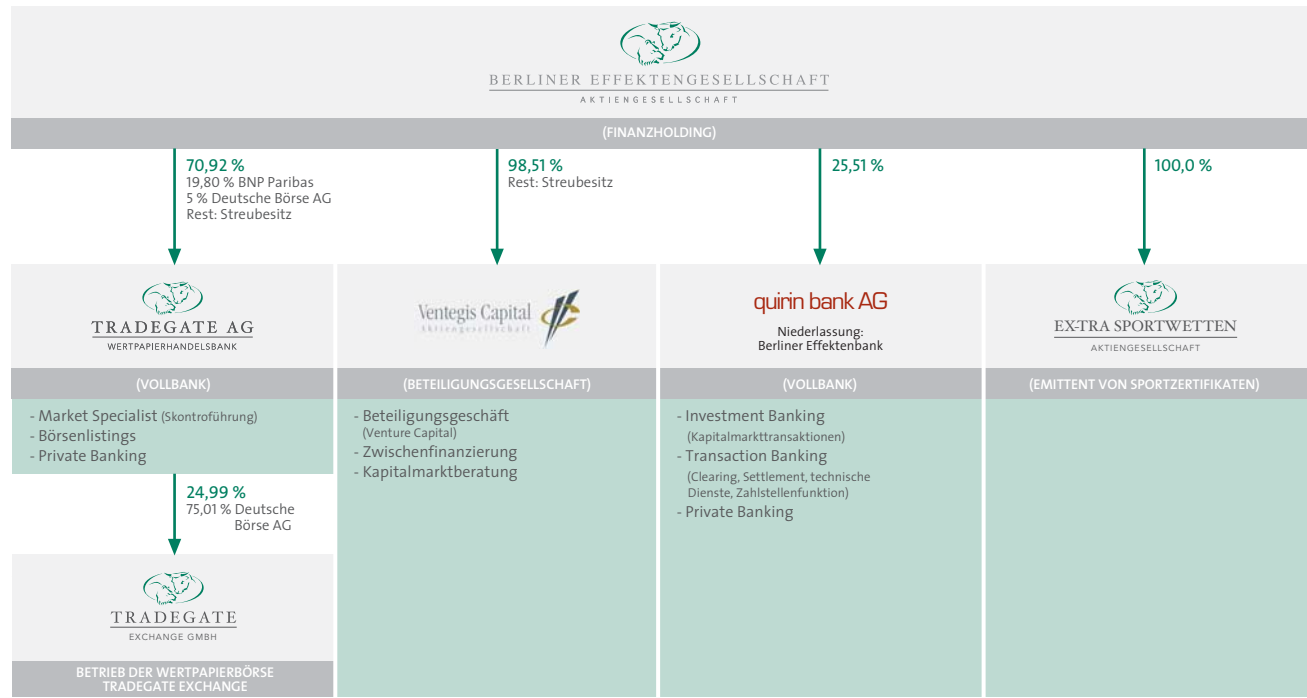 BERLINER EFFEKTENGESELLSCHAFT
AKTIENGESELLSCHAFT
(FINANZHOLDING)
70,92 %
19,80 % BNP Paribas
5 % Deutsche Börse AG
Rest: Streubesitz
98,51 %
Rest: Streubesitz
25,51 %
100,0 %
TRADEGATE AG
WERTPAPIERHANDELSBANK
(VOLLBANK)
- Market Specialist (Skontroführung)
- Börsenlistings
- Private Banking
24,99 %
75,01 % Deutsche
Börse AG
TRADEGATE
EXCHANGE GMBH
BETRIEB DER WERTPAPIERBÖRSE
TRADEGATE EXCHANGE
Ventegis Capital
Aktiengesellschaft
(BETEILIGUNGSGESELLSCHAFT)
- Beteiligungsgeschäft
(Venture Capital)
- Zwischenfinanzierung
- Kapitalmarktberatung
quirin bank AG
Niederlassung:
Berliner Effektenbank
(VOLLBANK)
- Investment Banking
(Kapitalmarkttransaktionen)
- Transaction Banking
(Clearing, Settlement, technische
Dienste, Zahlstellenfunktion)
- Private Banking
EX-TRA SPORTWETTEN
AKTIENGESELLSCHAFT
(EMITTENT VON SPORTZERTIFIKATEN)